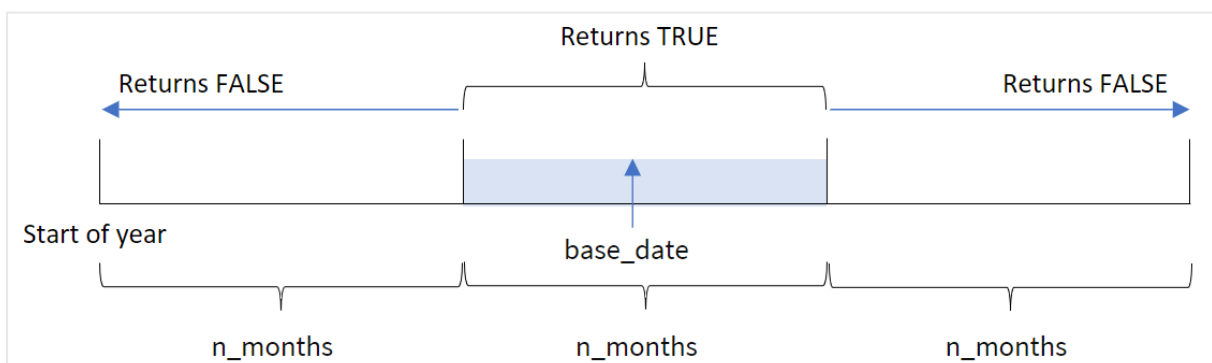 Returns TRUE
Returns FALSE
Returns FALSE
Start of year
base_date
n_months
n_months
n_months